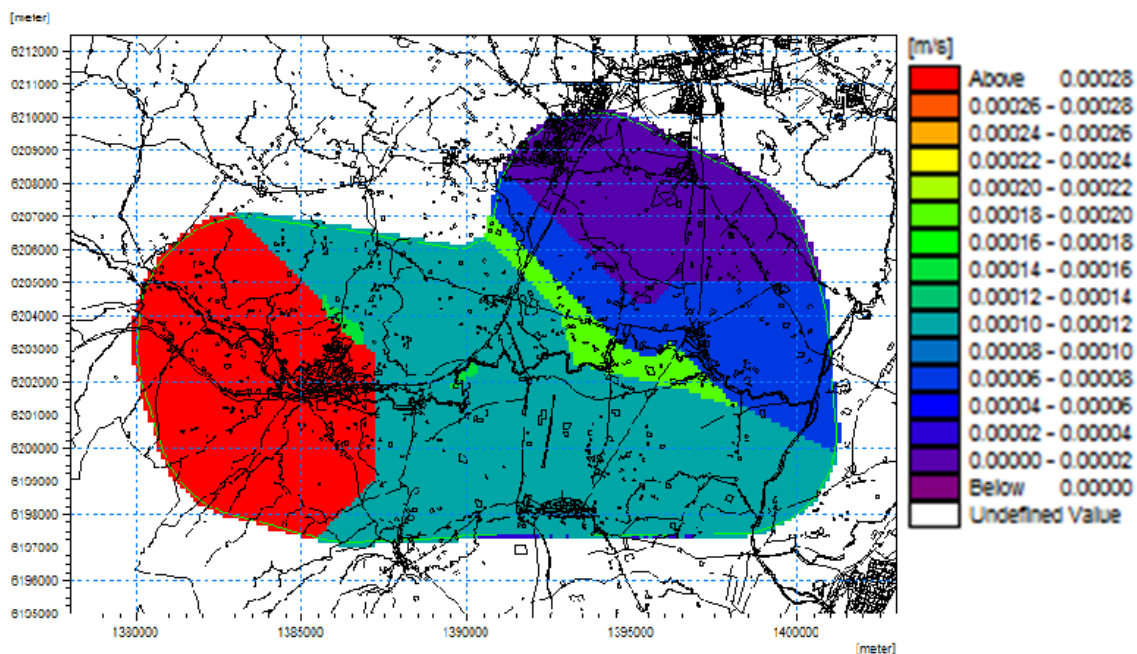 [meter]
6212000
6211000
6210000
6209000
6208000
6207000
6206000
6205000
6204000
6203000
6202000
6201000
6200000
6199000
6198000
6197000
6196000
6195000
1380000 1385000 1390000 1395000 1400000
[meter]
[m/s]
Above 0.00028
0.00026 - 0.00028
0.00024 - 0.00026
0.00022 - 0.00024
0.00020 - 0.00022
0.00018 - 0.00020
0.00016 - 0.00018
0.00014 - 0.00016
0.00012 - 0.00014
0.00010 - 0.00012
0.00008 - 0.00010
0.00006 - 0.00008
0.00004 - 0.00006
0.00002 - 0.00004
0.00000 - 0.00002
Below 0.00000
Undefined Value